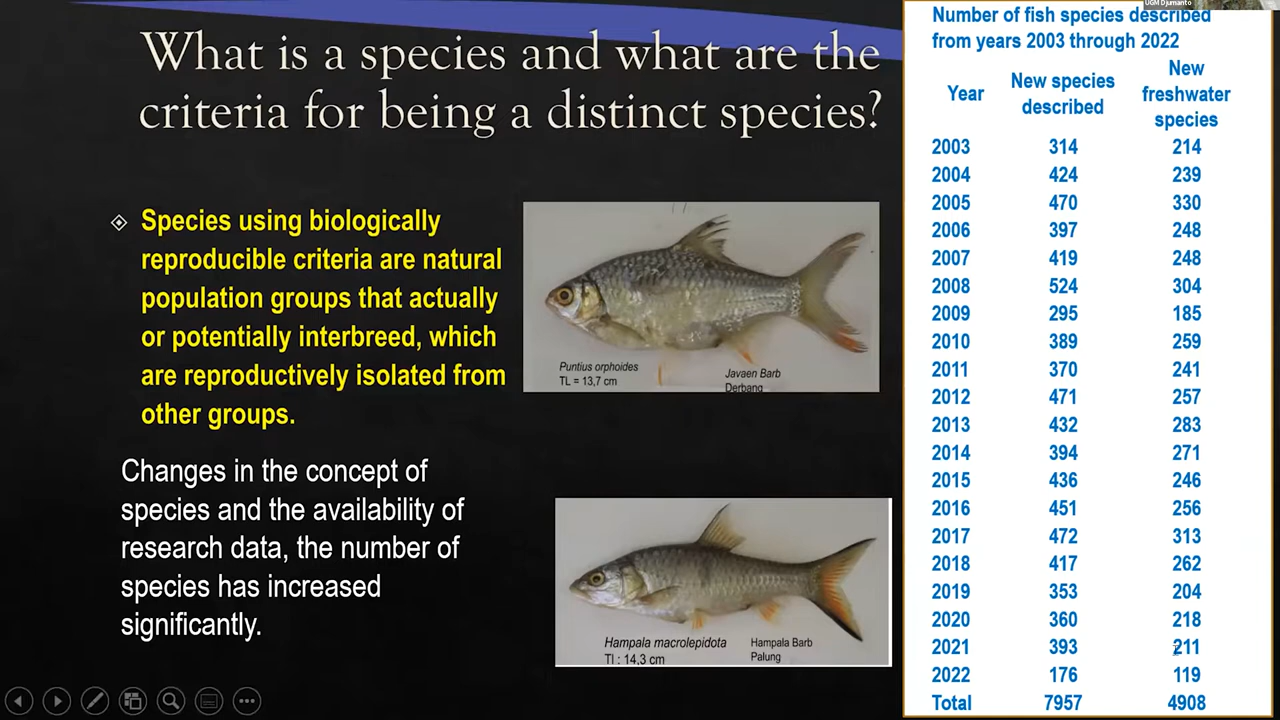 What is a species and what are the
criteria for being a distinct species?
Species using biologically
reproducible criteria are natural
population groups that actually
or potentially interbreed, which
are reproductively isolated from
other groups.
Changes in the concept of
species and the availability of
research data, the number of
species has increased
significantly.
Puntius orphoides
TL = 13,7 cm
Javaen Barb
Derbang
Hampala macrolepidota
Tl : 14,3 cm
Hampala Barb
Palung
UGM Djumanto
Number of fish species described
from years 2003 through 2022
Year New species described New freshwater species
2003 314 214
2004 424 239
2005 470 330
2006 397 248
2007 419 248
2008 524 304
2009 295 185
2010 389 259
2011 370 241
2012 471 257
2013 432 283
2014 394 271
2015 436 246
2016 451 256
2017 472 313
2018 417 262
2019 353 204
2020 360 218
2021 393 211
2022 176 119
Total 7957 4908